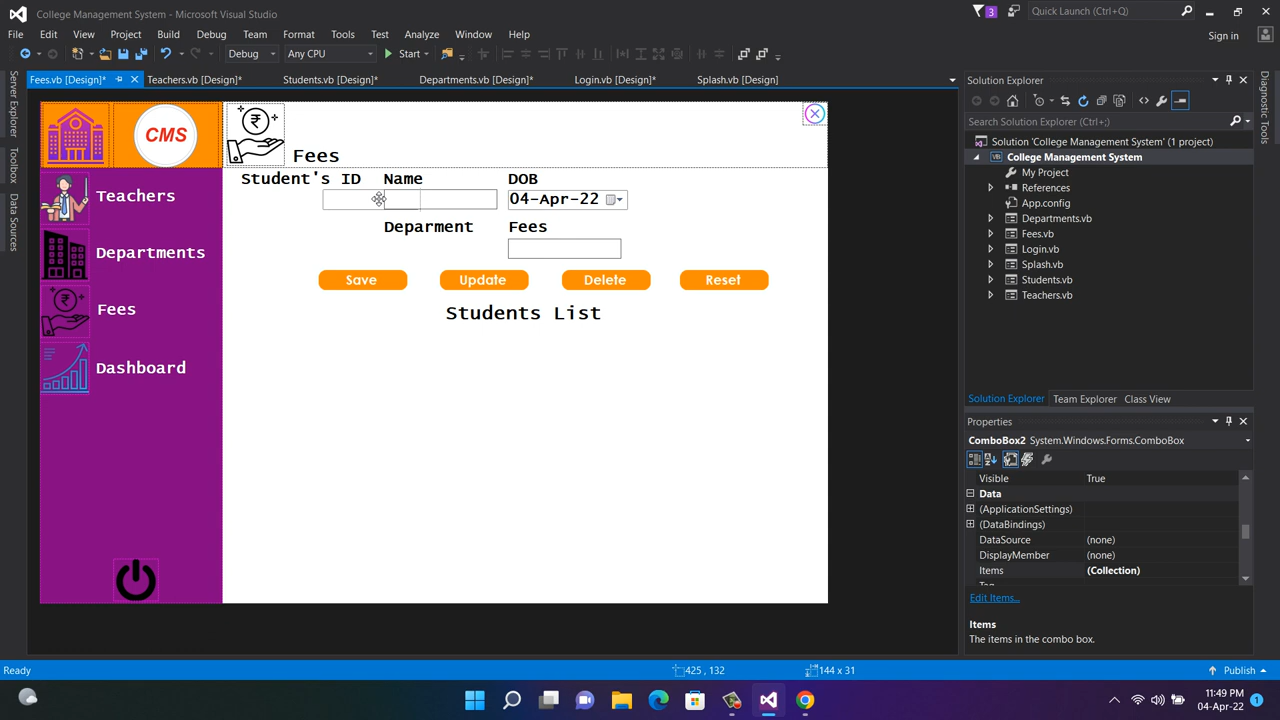 College Management System - Microsoft Visual Studio
3
Quick Launch (Ctrl+Q)
File Edit View Project Build Debug Team Format Tools Test Analyze Window Help
Sign in
Debug Any CPU Start
Fees.vb [Design]* Teachers.vb [Design]* Students.vb [Design]* Departments.vb [Design]* Login.vb [Design]* Splash.vb [Design]
Server Explorer
Toolbox
Data Sources
CMS
Fees
Teachers
Departments
Fees
Dashboard
Student's ID Name DOB
04-Apr-22
Deparment Fees
Save Update Delete Reset
Students List
Solution Explorer
Search Solution Explorer (Ctrl+;)
Solution 'College Management System' (1 project)
VB College Management System
My Project
References
App.config
Departments.vb
Fees.vb
Login.vb
Splash.vb
Students.vb
Teachers.vb
Solution Explorer Team Explorer Class View
Diagnostic Tools
Properties
ComboBox2 System.Windows.Forms.ComboBox
Visible True
Data
(ApplicationSettings)
(DataBindings)
DataSource (none)
DisplayMember (none)
Items (Collection)
Edit Items...
Items
The items in the combo box.
Ready
425 , 132
144 x 31
Publish
11:49 PM
04-Apr-22
1